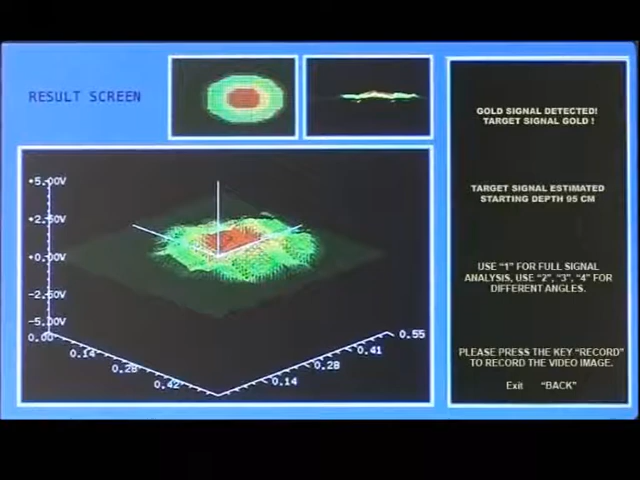 RESULT SCREEN
GOLD SIGNAL DETECTED!
TARGET SIGNAL GOLD !
TARGET SIGNAL ESTIMATED
STARTING DEPTH 95 CM
USE "1" FOR FULL SIGNAL
ANALYSIS, USE "2", "3", "4" FOR
DIFFERENT ANGLES.
PLEASE PRESS THE KEY "RECORD"
TO RECORD THE VIDEO IMAGE.
Exit "BACK"
+5.00V
+2.50V
+0.00V
-2.50V
-5.00V
0.00
0.14
0.28
0.42
0.14
0.28
0.41
0.55